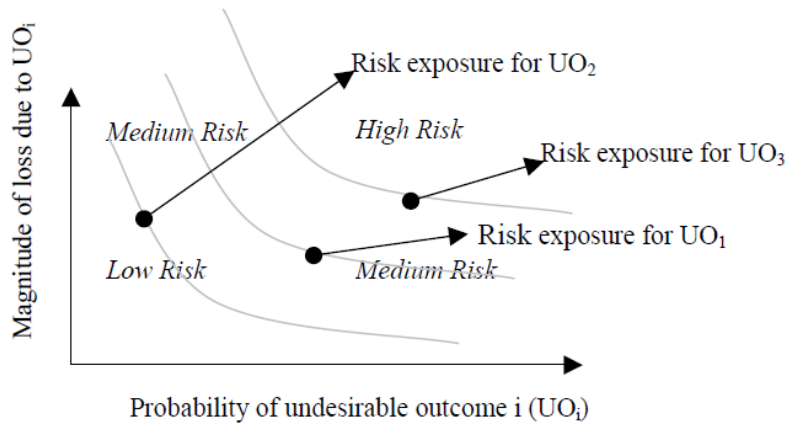 Magnitude of loss due to UOi
Risk exposure for UO2
Medium Risk
High Risk
Risk exposure for UO3
Risk exposure for UO1
Low Risk
Medium Risk
Probability of undesirable outcome i (UOi)